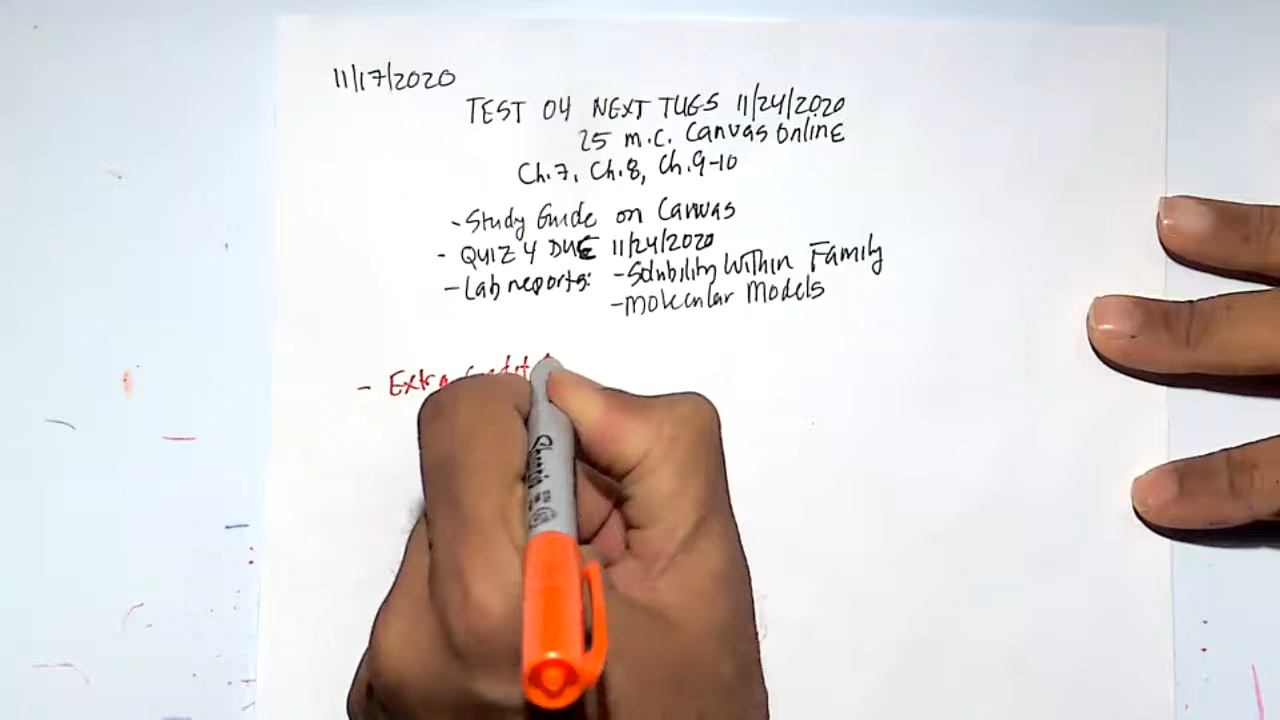 11/17/2020
TEST 04 NEXT TUES 11/24/2020
25 m.c. Canvas Online
Ch.7, Ch.8, Ch.9-10
- Study Guide on Canvas
- QUIZ 4 DUE 11/24/2020
- Lab reports: - Solubility Within Family
- Molecular Models
- Extra Credit
Sharpie